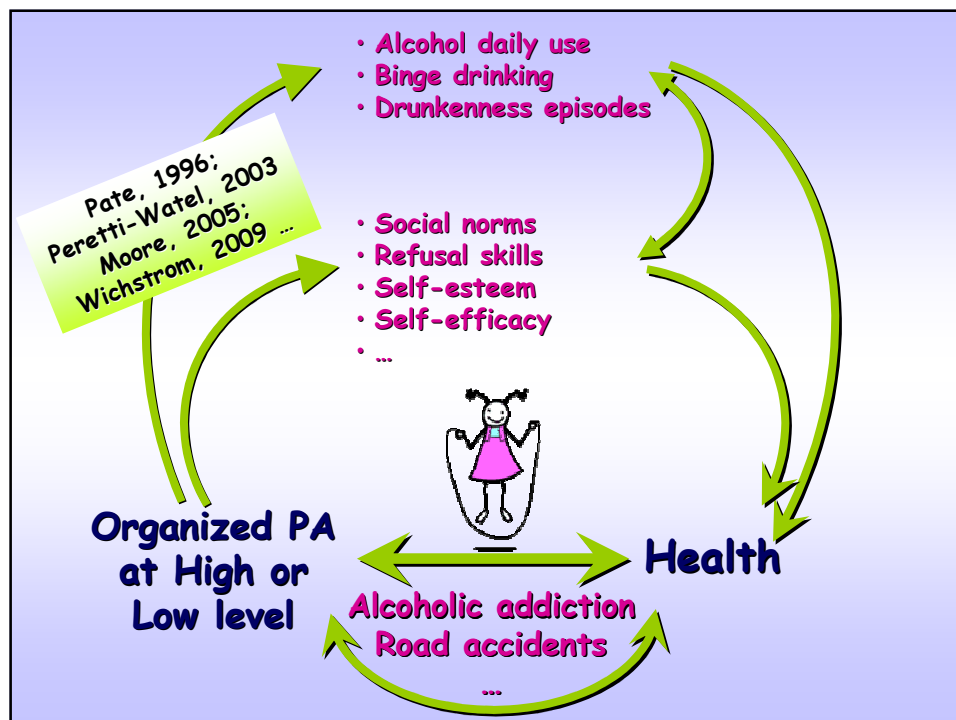 • Alcohol daily use
• Binge drinking
• Drunkenness episodes
Pate, 1996;
Peretti-Watel, 2003
Moore, 2005;
Wichstrom, 2009 …
• Social norms
• Refusal skills
• Self-esteem
• Self-efficacy
• …
Organized PA
at High or
Low level
Health
Alcoholic addiction
Road accidents
…